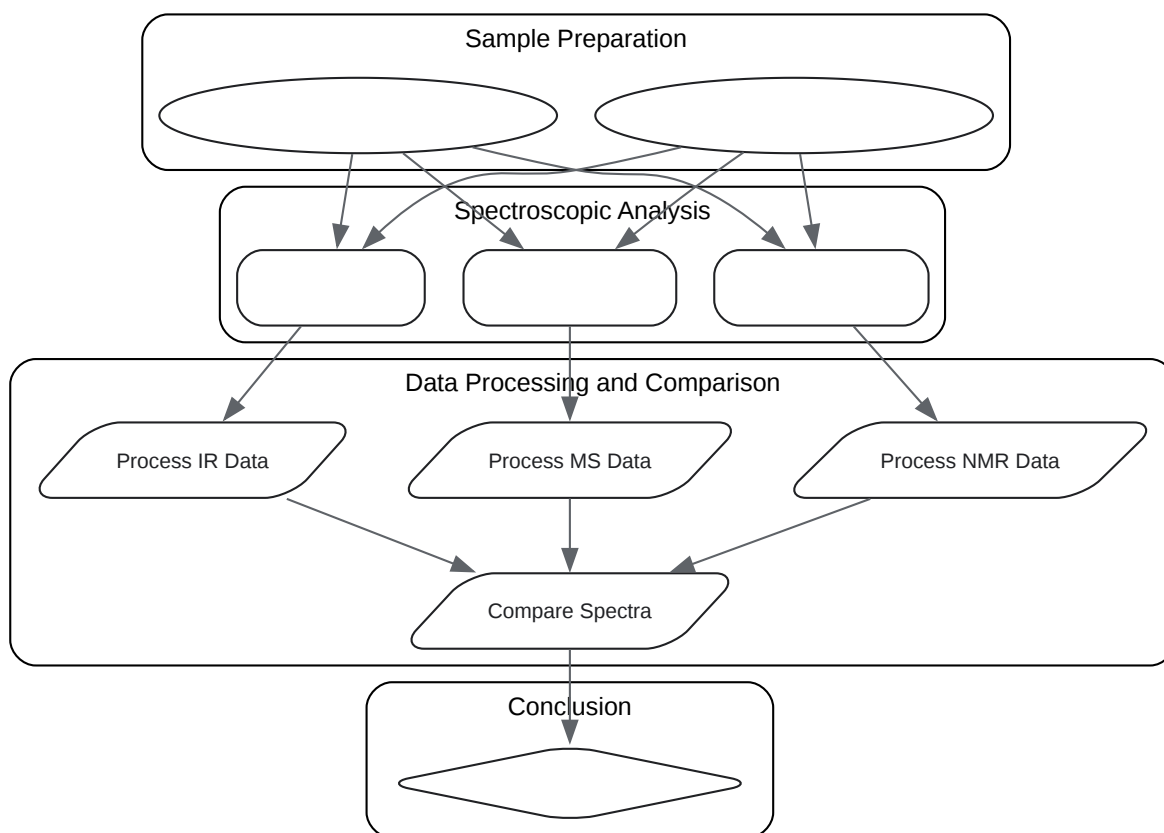 Sample Preparation
Spectroscopic Analysis
Data Processing and Comparison
Process IR Data
Process MS Data
Process NMR Data
Compare Spectra
Conclusion